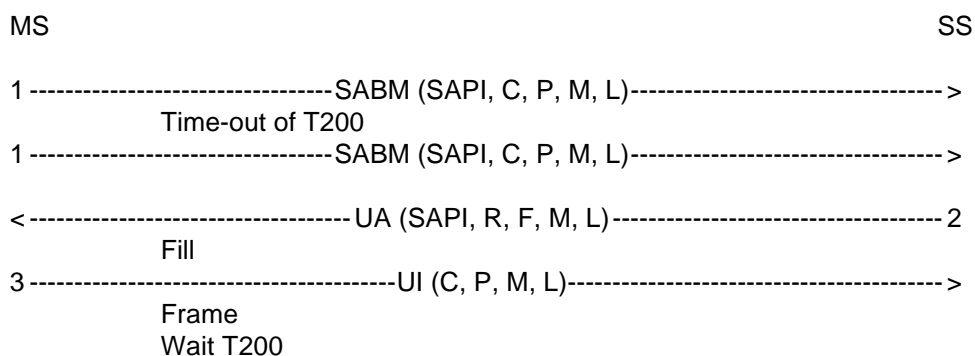 MS SS
1 ----------------------------------SABM (SAPI, C, P, M, L)----------------------------------- >
Time-out of T200
1 ----------------------------------SABM (SAPI, C, P, M, L)----------------------------------- >
< ------------------------------------ UA (SAPI, R, F, M, L)------------------------------------- 2
Fill
3 -----------------------------------------UI (C, P, M, L)------------------------------------------ >
Frame
Wait T200